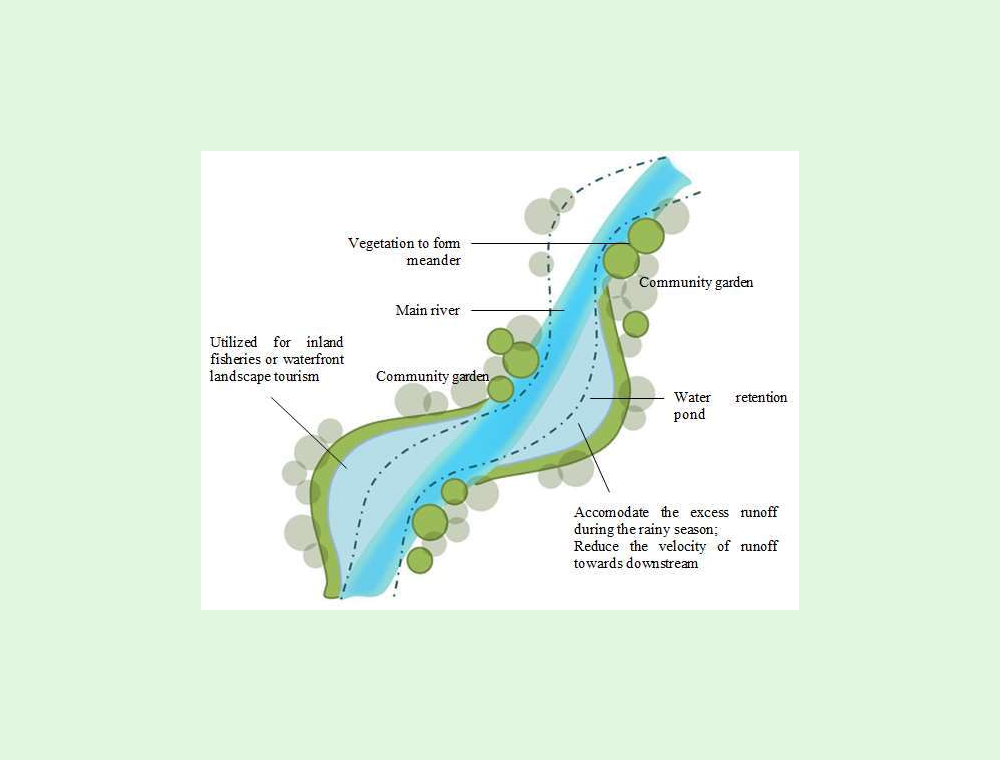 Vegetation to form
meander
Community garden
Main river
Utilized for inland
fisheries or waterfront
landscape tourism
Community garden
Water retention
pond
Accomodate the excess runoff
during the rainy season;
Reduce the velocity of runoff
towards downstream